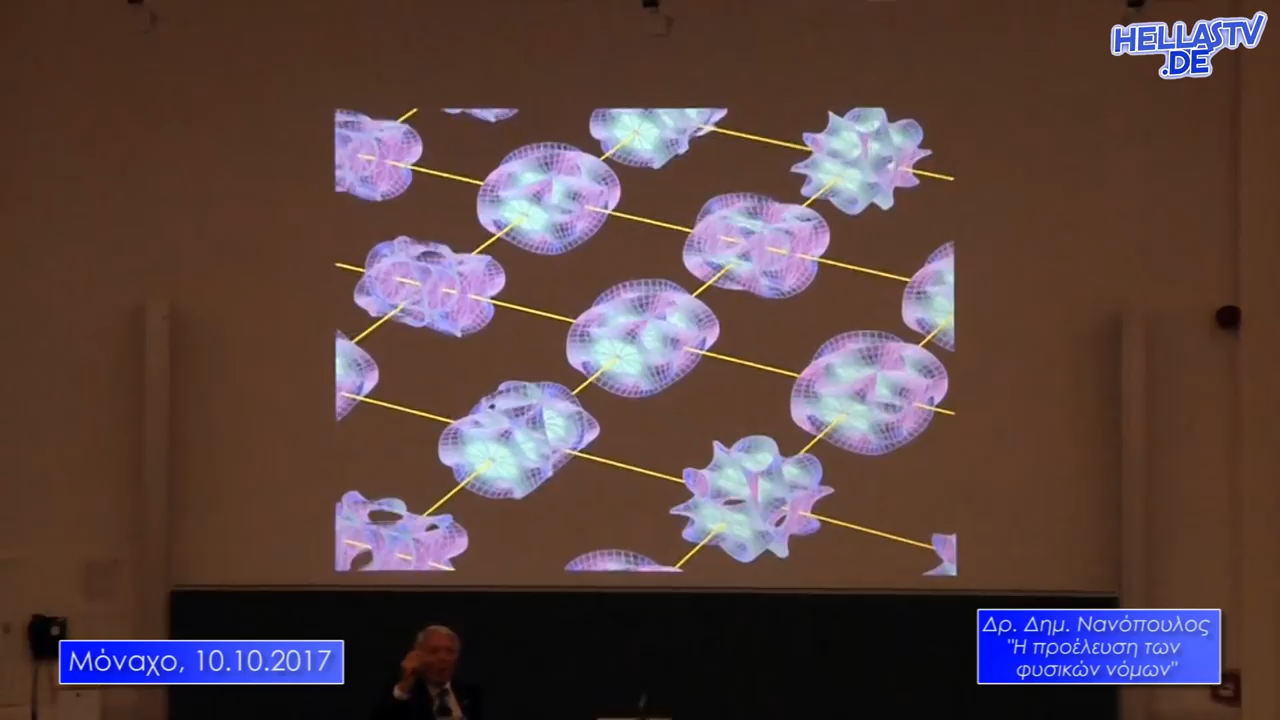 HELLASTV
.DE
Μόναχο, 10.10.2017
Δρ. Δημ. Νανόπουλος
"Η προέλευση των
φυσικών νόμων"